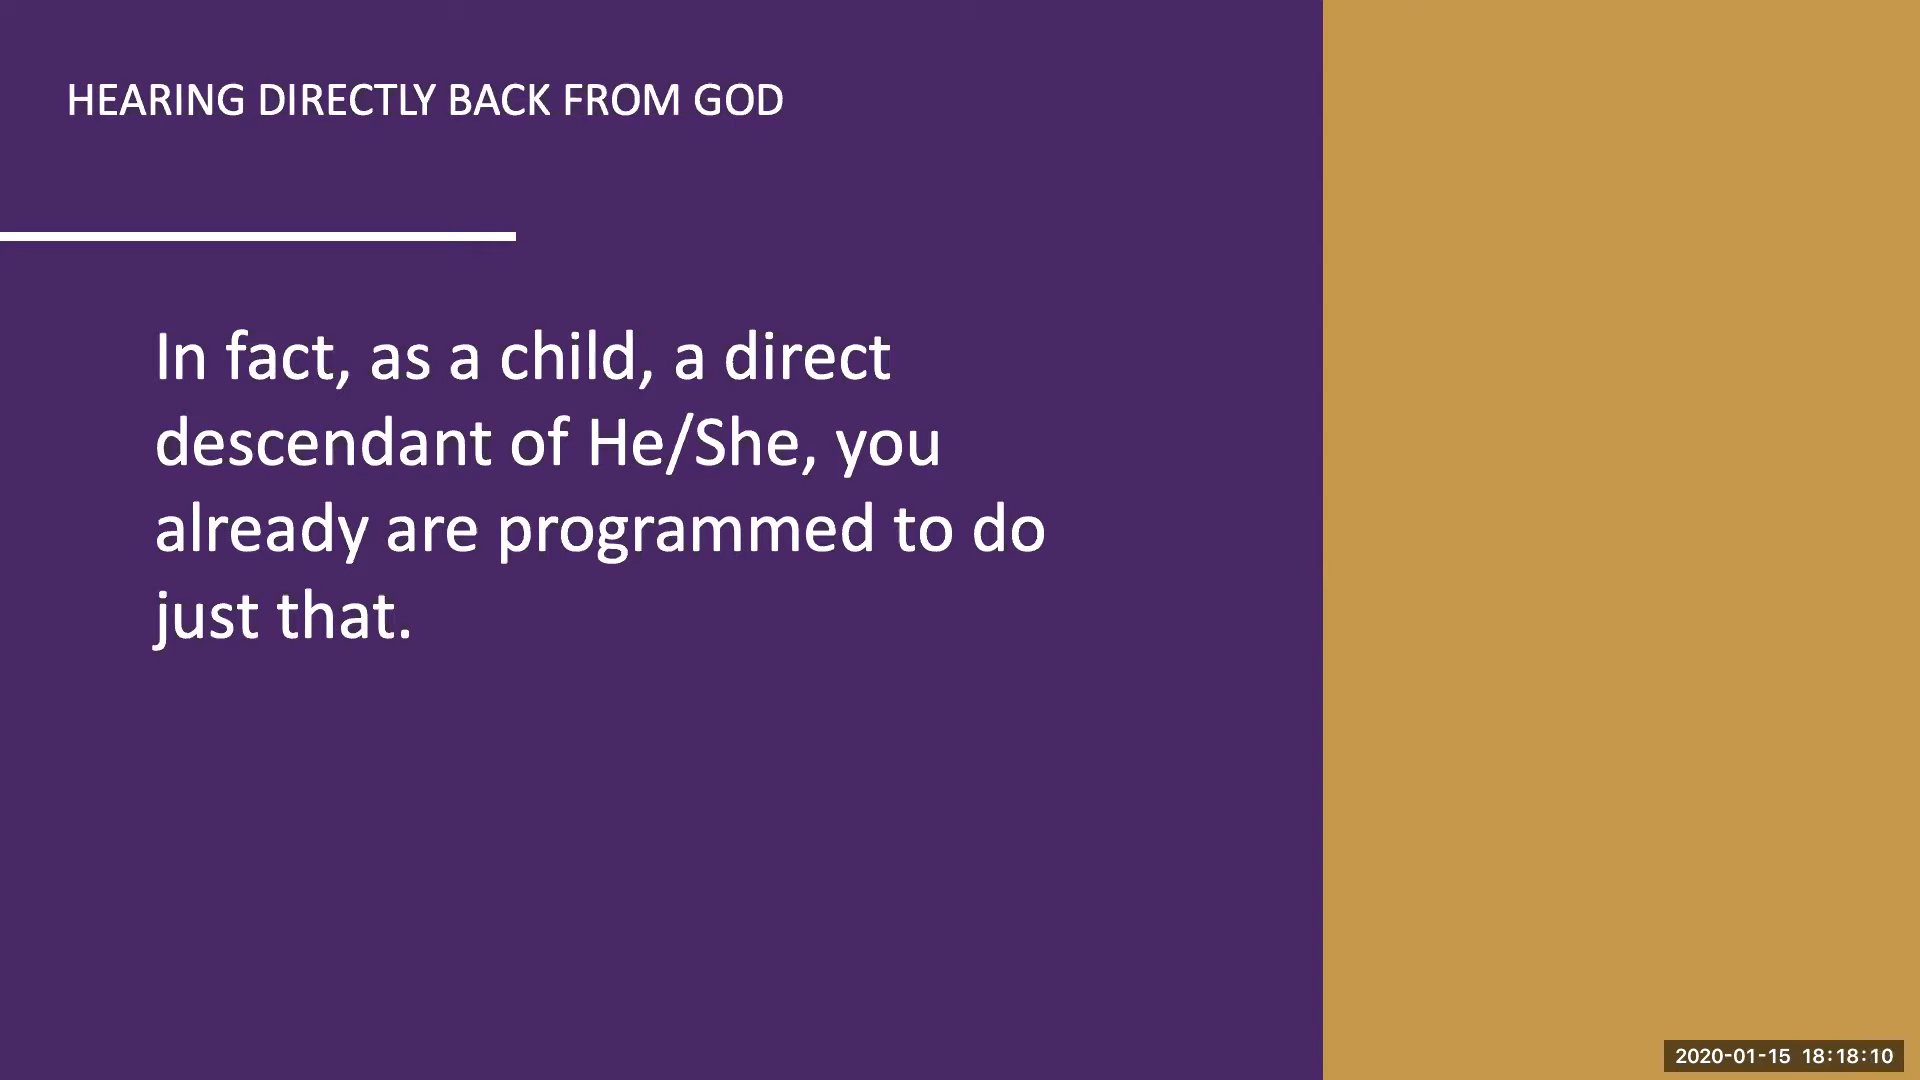 HEARING DIRECTLY BACK FROM GOD
In fact, as a child, a direct
descendant of He/She, you
already are programmed to do
just that.
2020-01-15 18:18:10